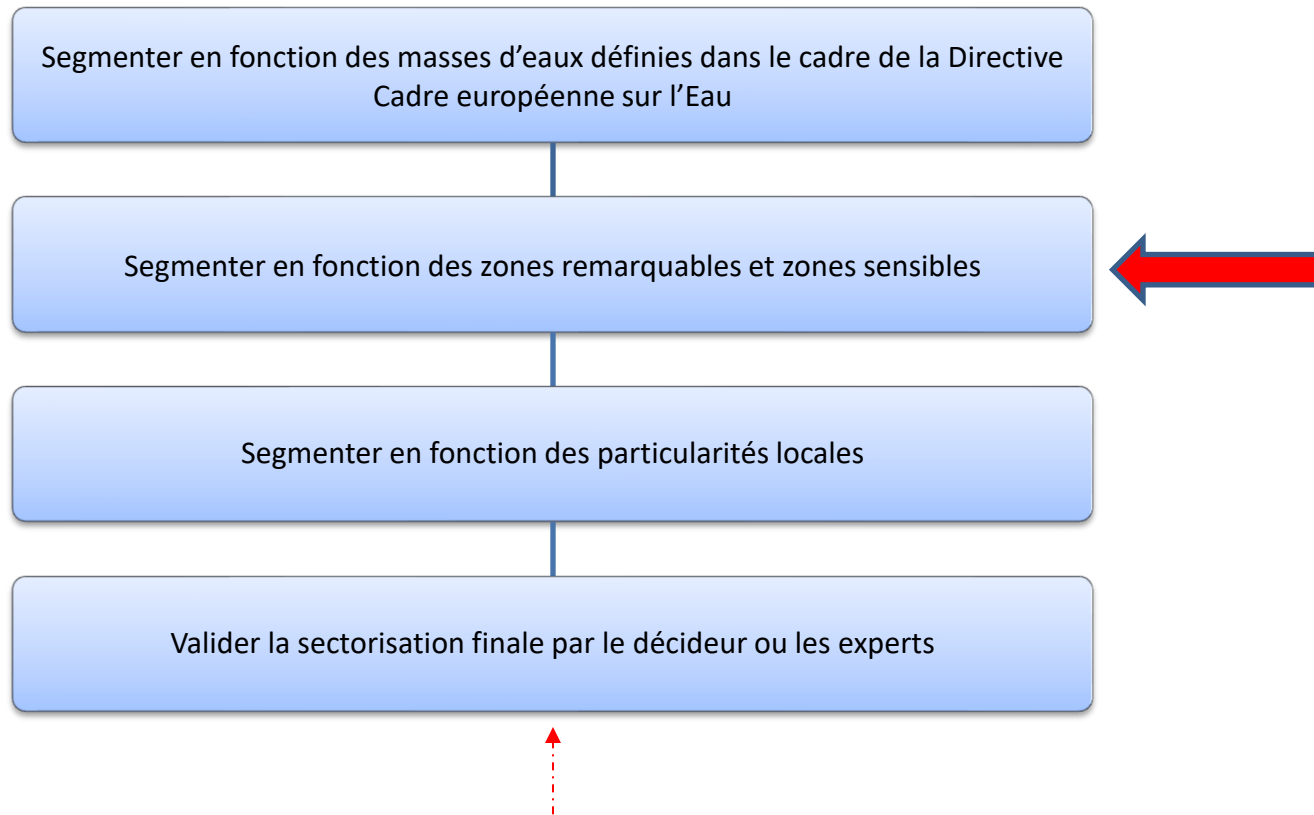 Segmenter en fonction des masses d’eaux définies dans le cadre de la Directive
Cadre européenne sur l’Eau
Segmenter en fonction des zones remarquables et zones sensibles
Segmenter en fonction des particularités locales
Valider la sectorisation finale par le décideur ou les experts